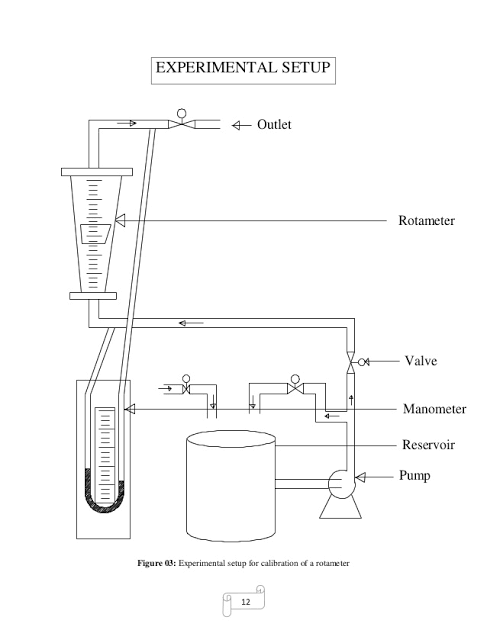 EXPERIMENTAL SETUP
Outlet
Rotameter
Valve
Manometer
Reservoir
Pump
Figure 03: Experimental setup for calibration of a rotameter
12